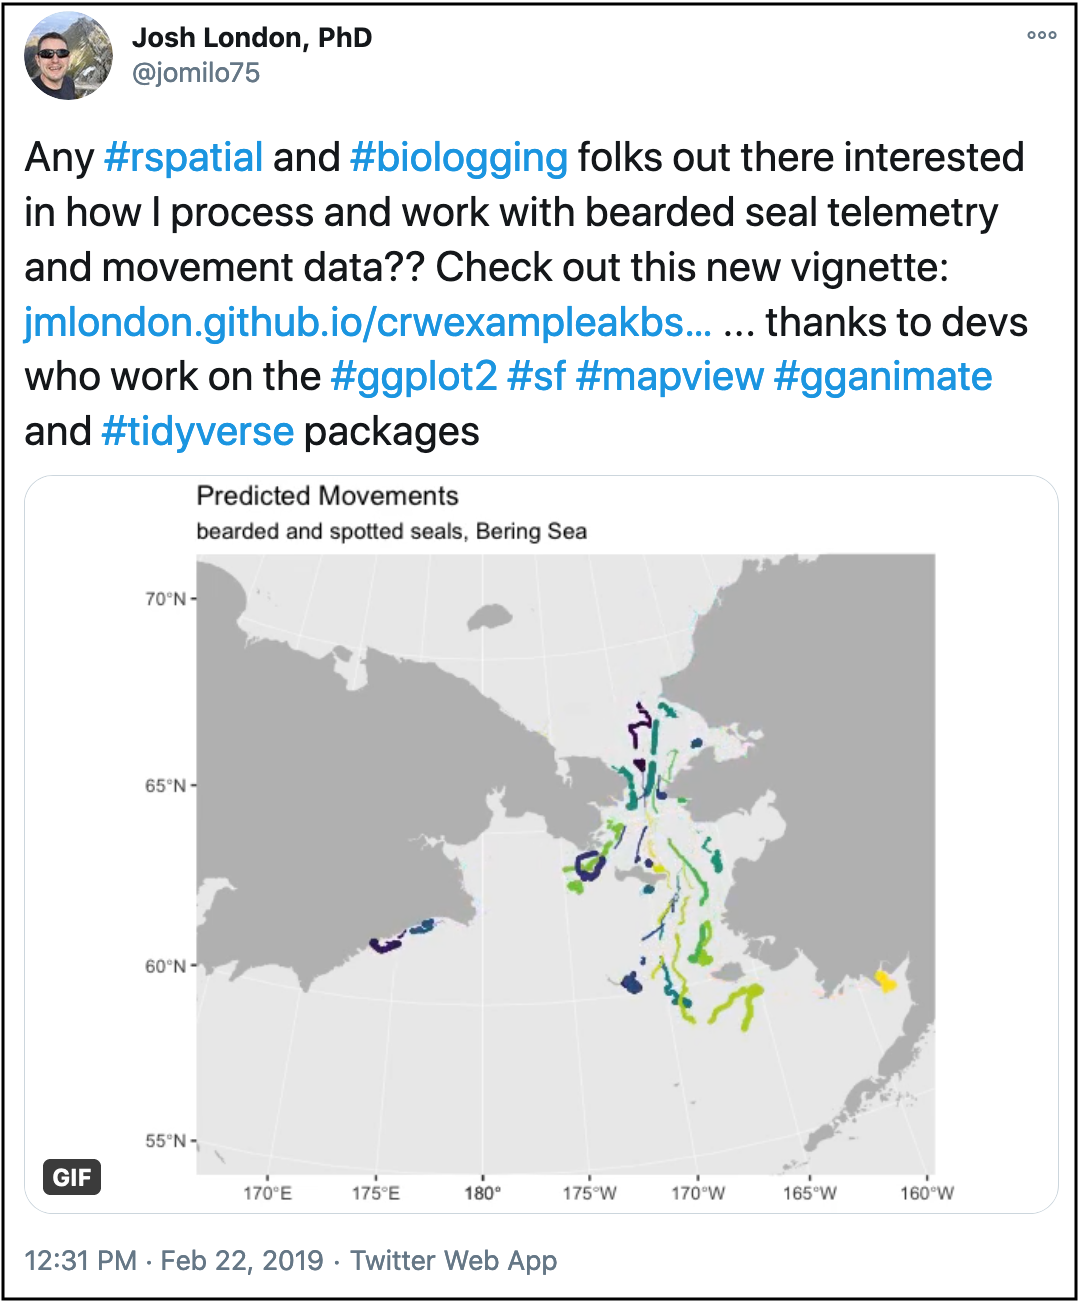 Josh London, PhD
@jomilo75
Any #rspatial and #biologging folks out there interested
in how I process and work with bearded seal telemetry
and movement data?? Check out this new vignette:
jmlondon.github.io/crwexampleakbs… … thanks to devs
who work on the #ggplot2 #sf #mapview #gganimate
and #tidyverse packages
Predicted Movements
bearded and spotted seals, Bering Sea
70°N
65°N
60°N
55°N
170°E 175°E 180° 175°W 170°W 165°W 160°W
GIF
12:31 PM · Feb 22, 2019 · Twitter Web App